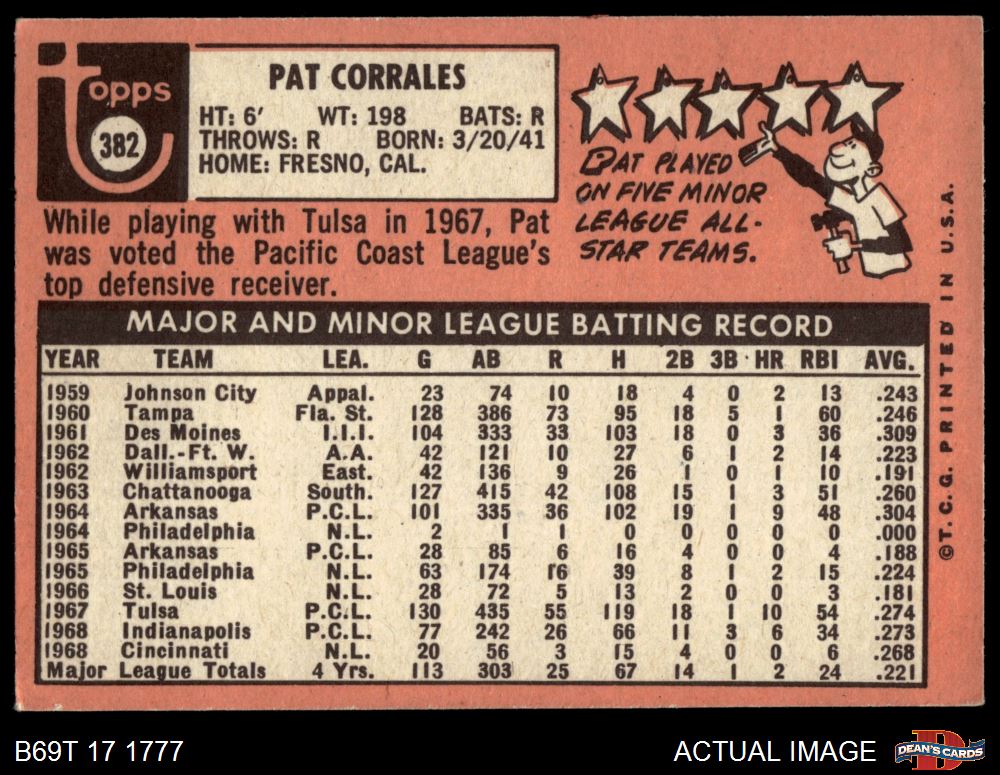 Topps
382
PAT CORRALES
HT: 6' WT: 198 BATS: R
THROWS: R BORN: 3/20/41
HOME: FRESNO, CAL.
While playing with Tulsa in 1967, Pat
was voted the Pacific Coast League's
top defensive receiver.
PAT PLAYED
ON FIVE MINOR
LEAGUE ALL-
STAR TEAMS.
©T.C.G. PRINTED IN U.S.A.
MAJOR AND MINOR LEAGUE BATTING RECORD
YEAR TEAM LEA. G AB R H 2B 3B HR RBI AVG.
1959 Johnson City Appal. 23 74 10 18 4 0 2 13 .243
1960 Tampa Fla. St. 128 386 73 95 18 5 1 60 .246
1961 Des Moines I.I.I. 104 333 33 103 18 0 3 36 .309
1962 Dall.-Ft. W. A.A. 42 121 10 27 6 1 2 14 .223
1962 Williamsport East. 42 136 9 26 1 0 1 10 .191
1963 Chattanooga South. 127 415 42 108 15 1 3 51 .260
1964 Arkansas P.C.L. 101 335 36 102 19 1 9 48 .304
1964 Philadelphia N.L. 2 1 1 0 0 0 0 0 .000
1965 Arkansas P.C.L. 28 85 6 16 4 0 0 4 .188
1965 Philadelphia N.L. 63 174 16 39 8 1 2 15 .224
1966 St. Louis N.L. 28 72 5 13 2 0 0 3 .181
1967 Tulsa P.C.L. 130 435 55 119 18 1 10 54 .274
1968 Indianapolis P.C.L. 77 242 26 66 11 3 6 34 .273
1968 Cincinnati N.L. 20 56 3 15 4 0 0 6 .268
Major League Totals 4 Yrs. 113 303 25 67 14 1 2 24 .221
B69T 17 1777
ACTUAL IMAGE
D
DEAN'S CARDS